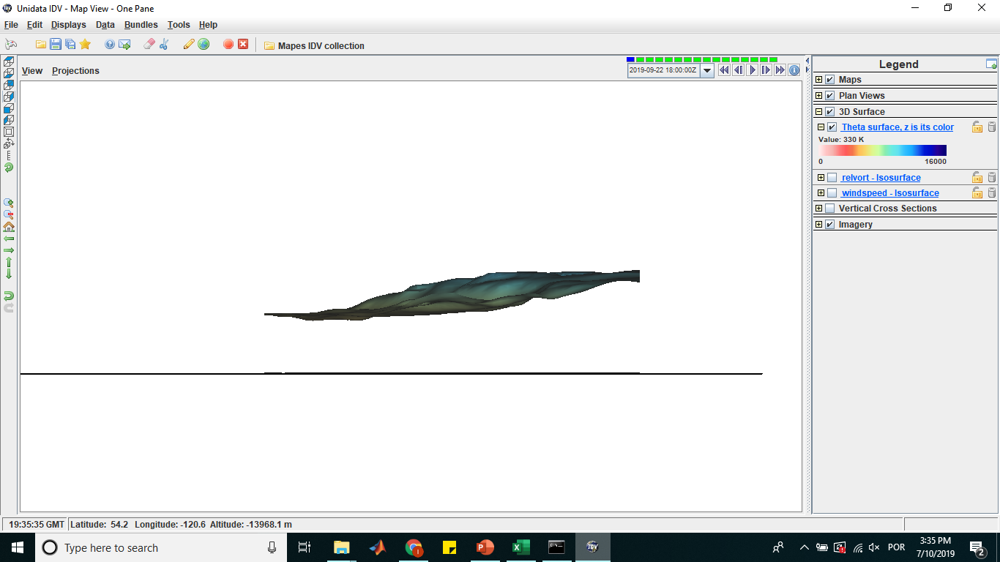 Unidata IDV - Map View - One Pane
File Edit Displays Data Bundles Tools Help
Mapes IDV collection
View Projections
2019-09-22 18:00:00Z
Legend
Maps
Plan Views
3D Surface
Theta surface, z is its color
Value: 330 K
0 16000
relvort - Isosurface
windspeed - Isosurface
Vertical Cross Sections
Imagery
19:35:35 GMT Latitude: 54.2 Longitude: -120.6 Altitude: -13968.1 m
Type here to search
POR
3:35 PM
7/10/2019
2